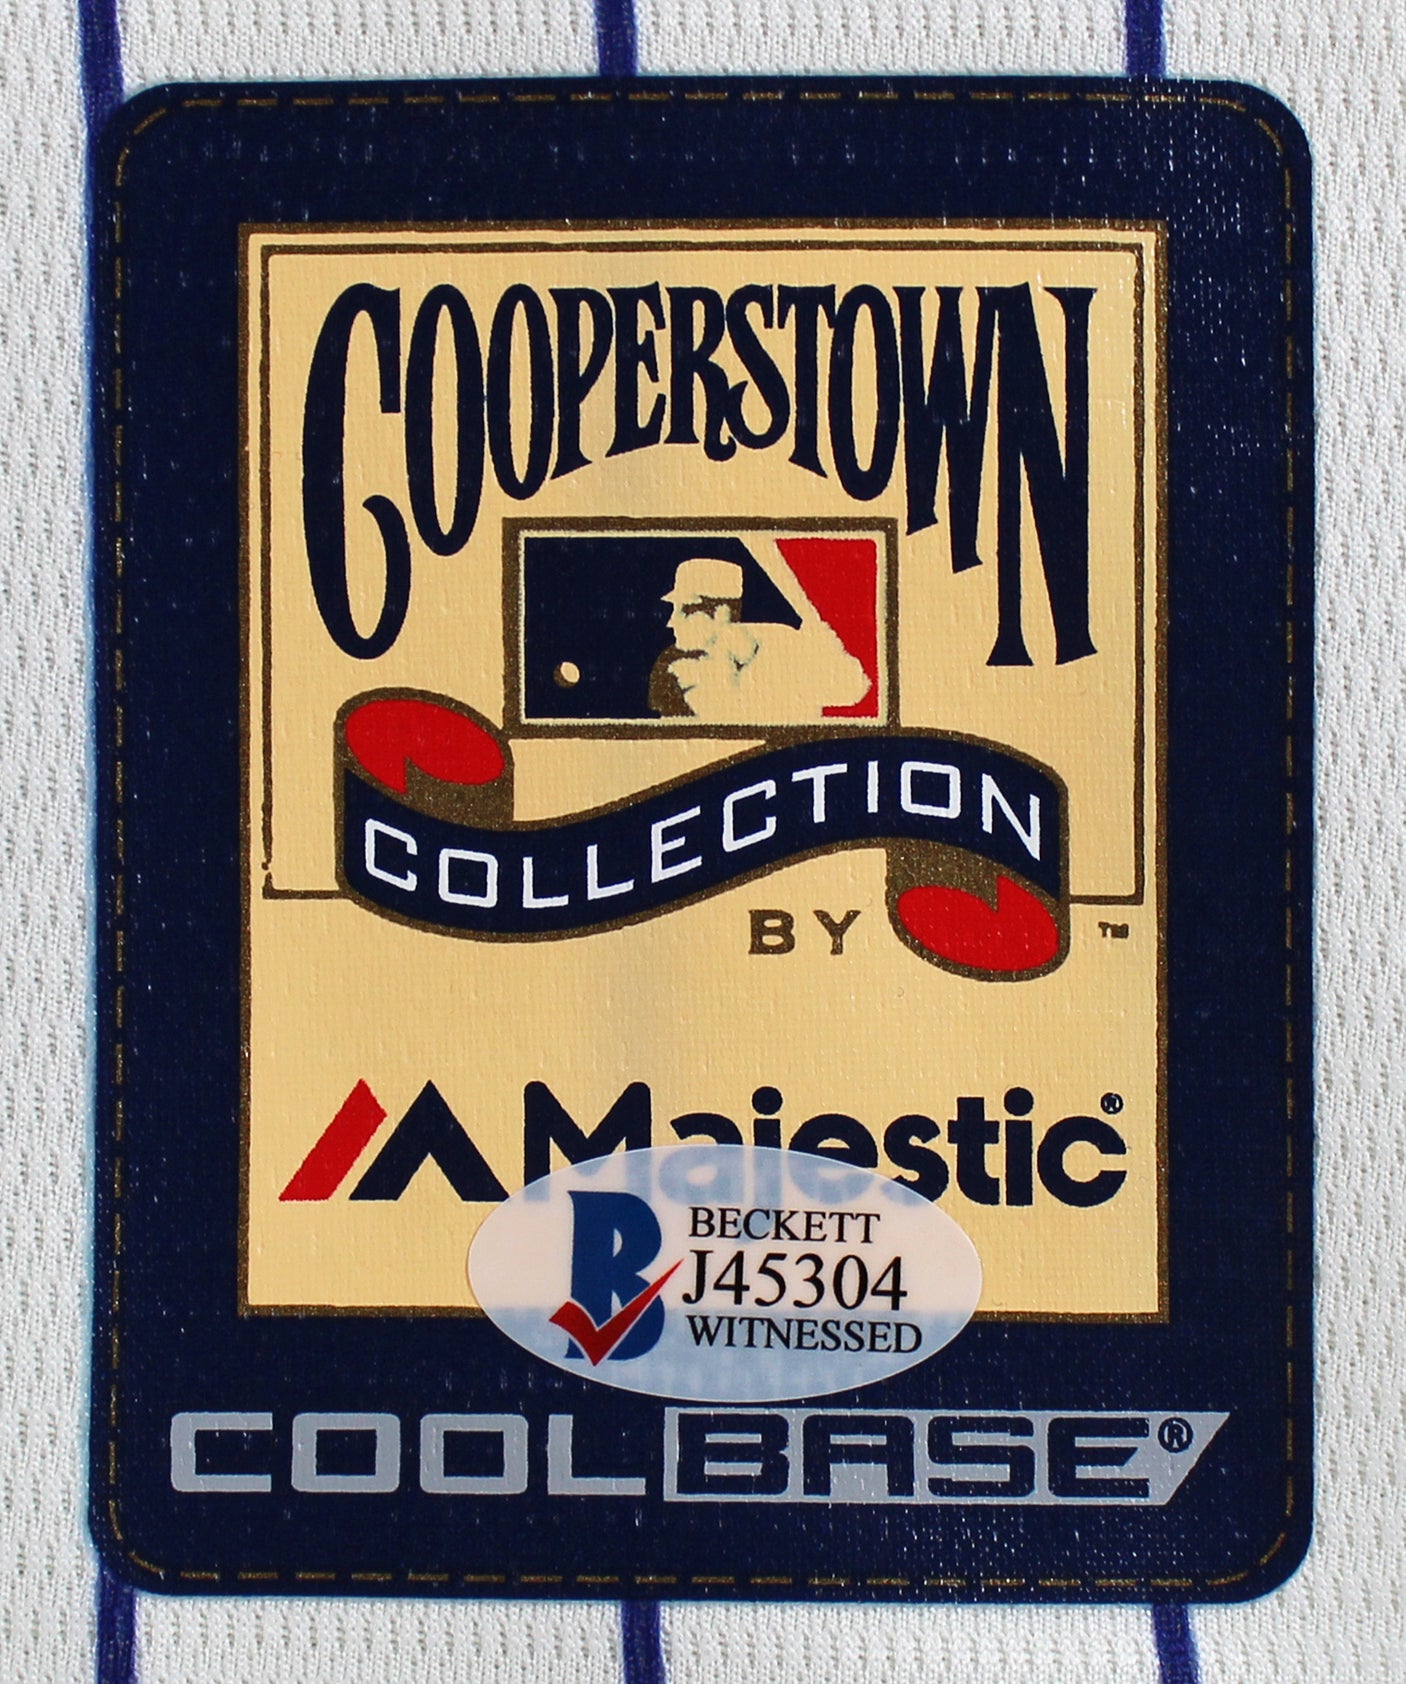 COOPERSTOWN
COLLECTION
BY ™
Majestic®
BECKETT
J45304
WITNESSED
COOLBASE®